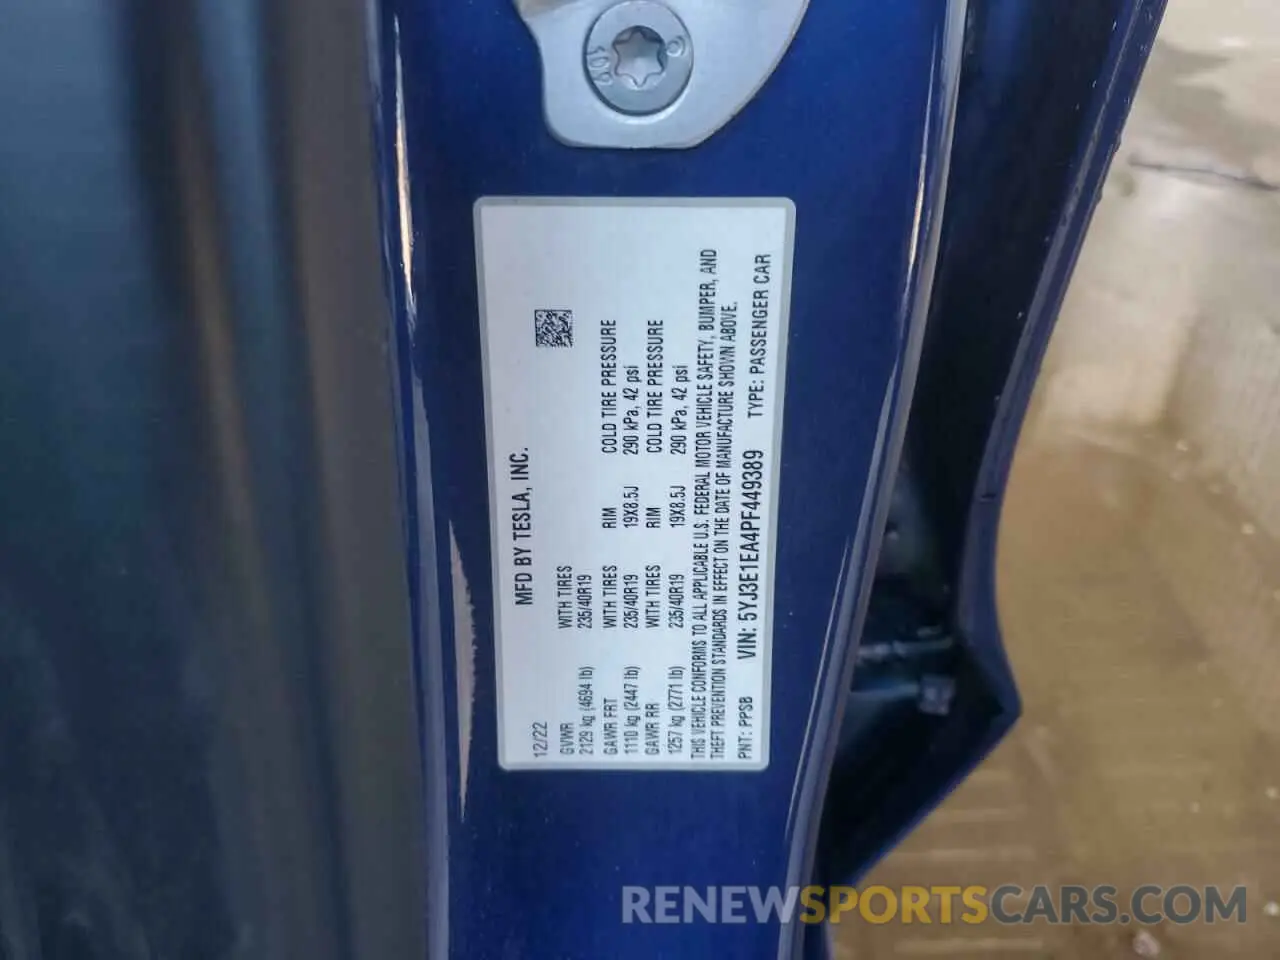 109
MFD BY TESLA, INC.
12/22
GVWR WITH TIRES
2129 kg (4694 lb) 235/40R19
GAWR FRT WITH TIRES RIM COLD TIRE PRESSURE
1110 kg (2447 lb) 235/40R19 19X8.5J 290 kPa, 42 psi
GAWR RR WITH TIRES RIM COLD TIRE PRESSURE
1257 kg (2771 lb) 235/40R19 19X8.5J 290 kPa, 42 psi
THIS VEHICLE CONFORMS TO ALL APPLICABLE U.S. FEDERAL MOTOR VEHICLE SAFETY, BUMPER, AND
THEFT PREVENTION STANDARDS IN EFFECT ON THE DATE OF MANUFACTURE SHOWN ABOVE.
PNT: PPSB VIN: 5YJ3E1EA4PF449389 TYPE: PASSENGER CAR
RENEWSPORTSCARS.COM